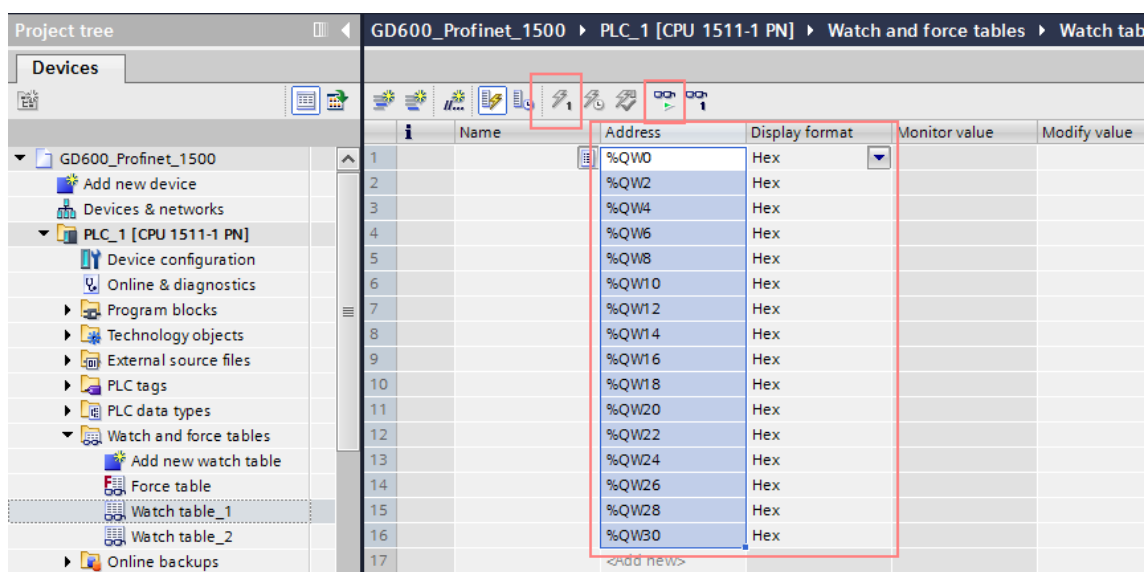 Project tree
GD600_Profinet_1500 ▸ PLC_1 [CPU 1511-1 PN] ▸ Watch and force tables ▸ Watch tab
Devices
i Name Address Display format Monitor value Modify value
GD600_Profinet_1500
Add new device
Devices & networks
PLC_1 [CPU 1511-1 PN]
Device configuration
Online & diagnostics
Program blocks
Technology objects
External source files
PLC tags
PLC data types
Watch and force tables
Add new watch table
Force table
Watch table_1
Watch table_2
Online backups
1 %QW0 Hex
2 %QW2 Hex
3 %QW4 Hex
4 %QW6 Hex
5 %QW8 Hex
6 %QW10 Hex
7 %QW12 Hex
8 %QW14 Hex
9 %QW16 Hex
10 %QW18 Hex
11 %QW20 Hex
12 %QW22 Hex
13 %QW24 Hex
14 %QW26 Hex
15 %QW28 Hex
16 %QW30 Hex
17 <Add new>